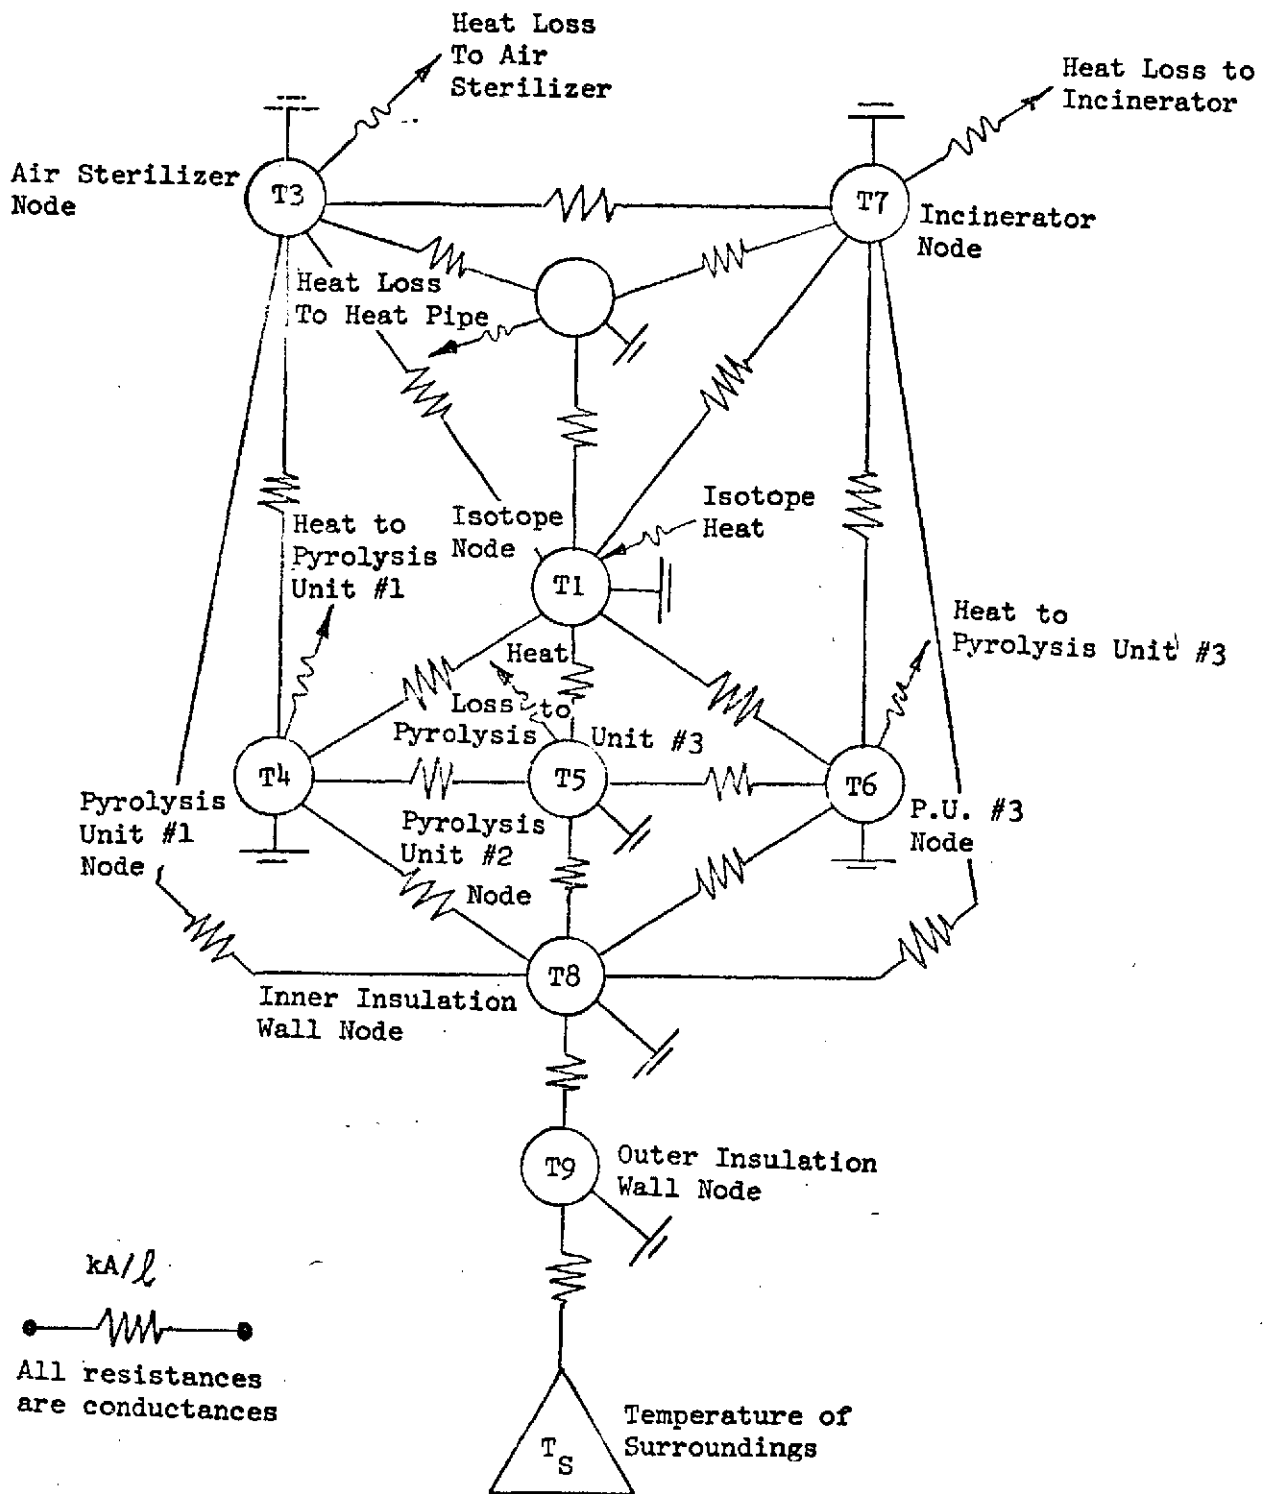 Heat Loss
To Air
Sterilizer
Heat Loss to
Incinerator
Air Sterilizer
Node
T3
T7
Incinerator
Node
Heat Loss
To Heat Pipe
Isotope
Node
Isotope
Heat
Heat to
Pyrolysis
Unit #1
T1
Heat to
Pyrolysis Unit #3
Heat
Loss to
Pyrolysis
Unit #3
T4
T5
T6
Pyrolysis
Unit #1
Node
Pyrolysis
Unit #2
Node
P.U. #3
Node
T8
Inner Insulation
Wall Node
T9
Outer Insulation
Wall Node
kA/l
All resistances
are conductances
TS
Temperature of
Surroundings